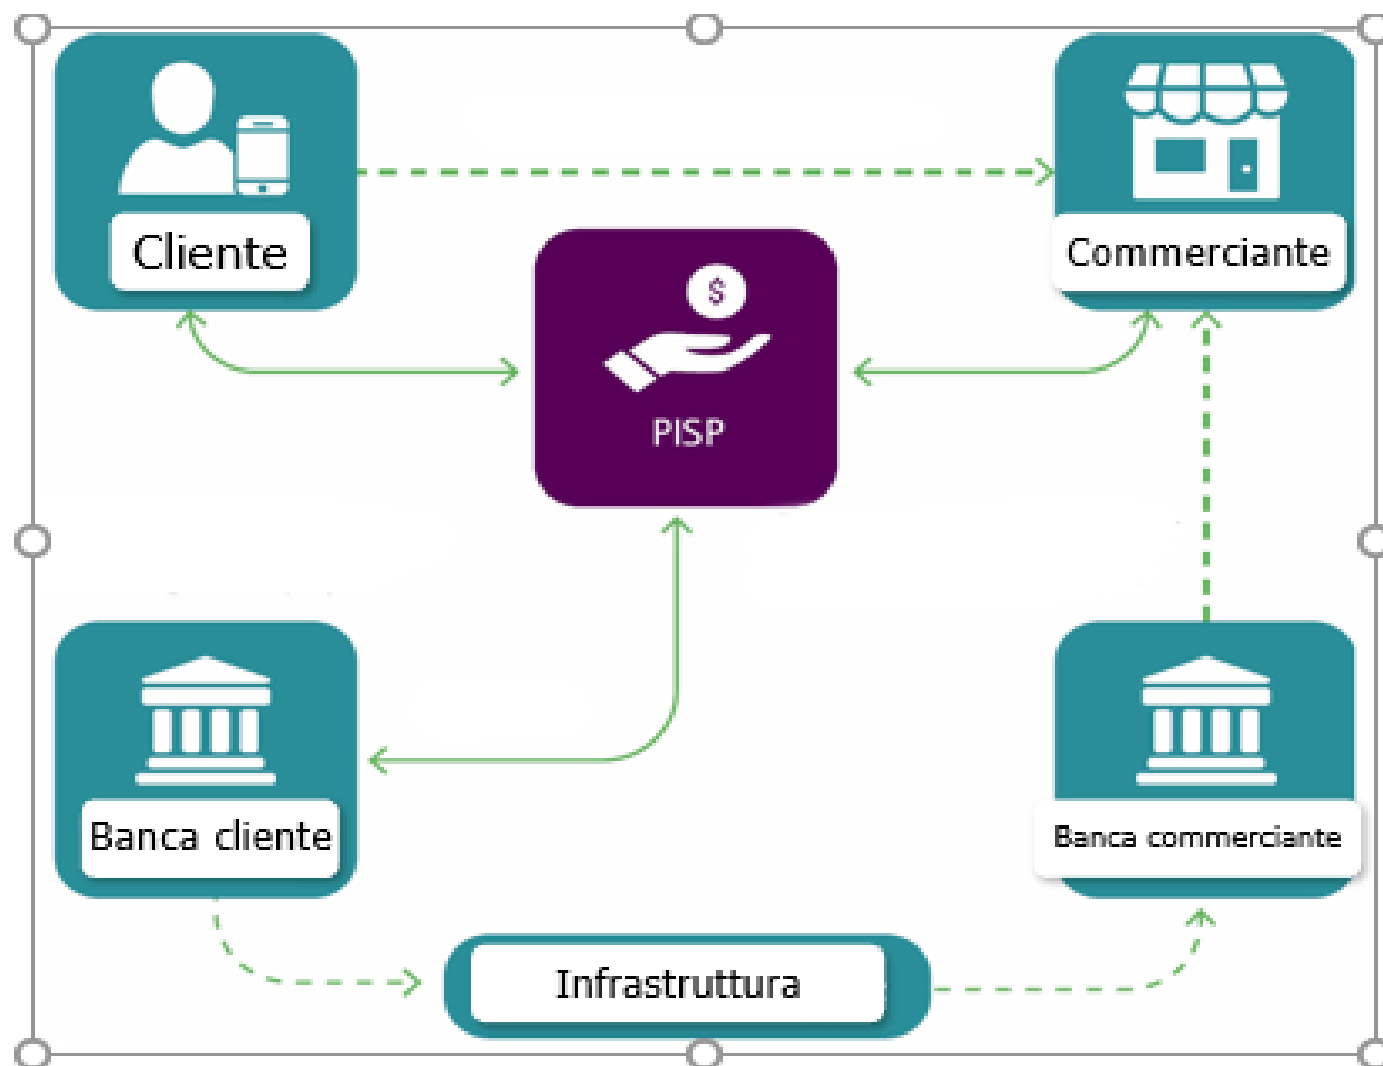 Cliente
Commerciante
$
PISP
Banca cliente
Banca commerciante
Infrastruttura